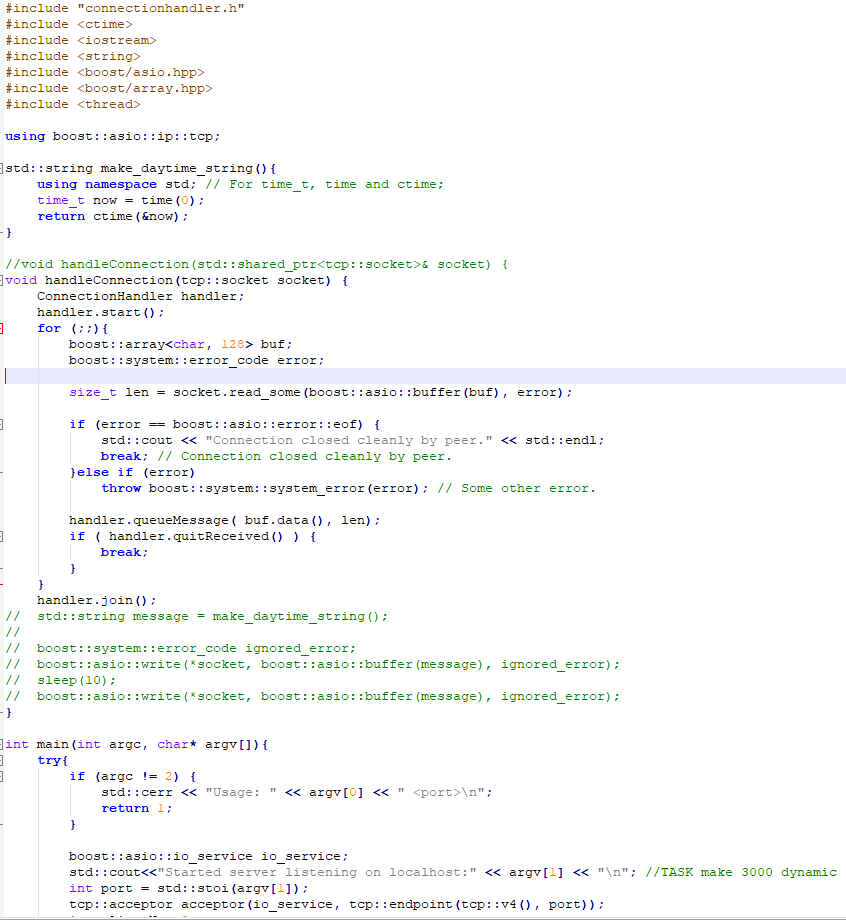 #include "connectionhandler.h"
#include <ctime>
#include <iostream>
#include <string>
#include <boost/asio.hpp>
#include <boost/array.hpp>
#include <thread>

using boost::asio::ip::tcp;

std::string make_daytime_string(){
    using namespace std; // For time_t, time and ctime;
    time_t now = time(0);
    return ctime(&now);
}

//void handleConnection(std::shared_ptr<tcp::socket>& socket) {
void handleConnection(tcp::socket socket) {
    ConnectionHandler handler;
    handler.start();
    for (;;){
        boost::array<char, 128> buf;
        boost::system::error_code error;

        size_t len = socket.read_some(boost::asio::buffer(buf), error);

        if (error == boost::asio::error::eof) {
            std::cout << "Connection closed cleanly by peer." << std::endl;
            break; // Connection closed cleanly by peer.
        }else if (error)
            throw boost::system::system_error(error); // Some other error.

        handler.queueMessage( buf.data(), len);
        if ( handler.quitReceived() ) {
            break;
        }
    }
    handler.join();
//  std::string message = make_daytime_string();
//
//  boost::system::error_code ignored_error;
//  boost::asio::write(*socket, boost::asio::buffer(message), ignored_error);
//  sleep(10);
//  boost::asio::write(*socket, boost::asio::buffer(message), ignored_error);
}

int main(int argc, char* argv[]){
    try{
        if (argc != 2) {
            std::cerr << "Usage: " << argv[0] << " <port>\n";
            return 1;
        }

        boost::asio::io_service io_service;
        std::cout<<"Started server listening on localhost:" << argv[1] << "\n"; //TASK make 3000 dynamic
        int port = std::stoi(argv[1]);
        tcp::acceptor acceptor(io_service, tcp::endpoint(tcp::v4(), port));